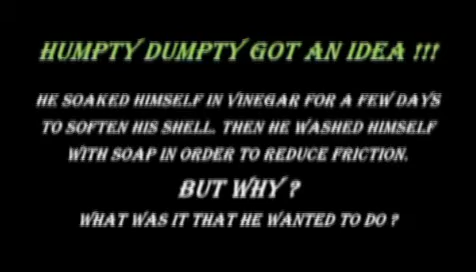 HUMPTY DUMPTY GOT AN IDEA !!!
HE SOAKED HIMSELF IN VINEGAR FOR A FEW DAYS
TO SOFTEN HIS SHELL. THEN HE WASHED HIMSELF
WITH SOAP IN ORDER TO REDUCE FRICTION.
BUT WHY ?
WHAT WAS IT THAT HE WANTED TO DO ?